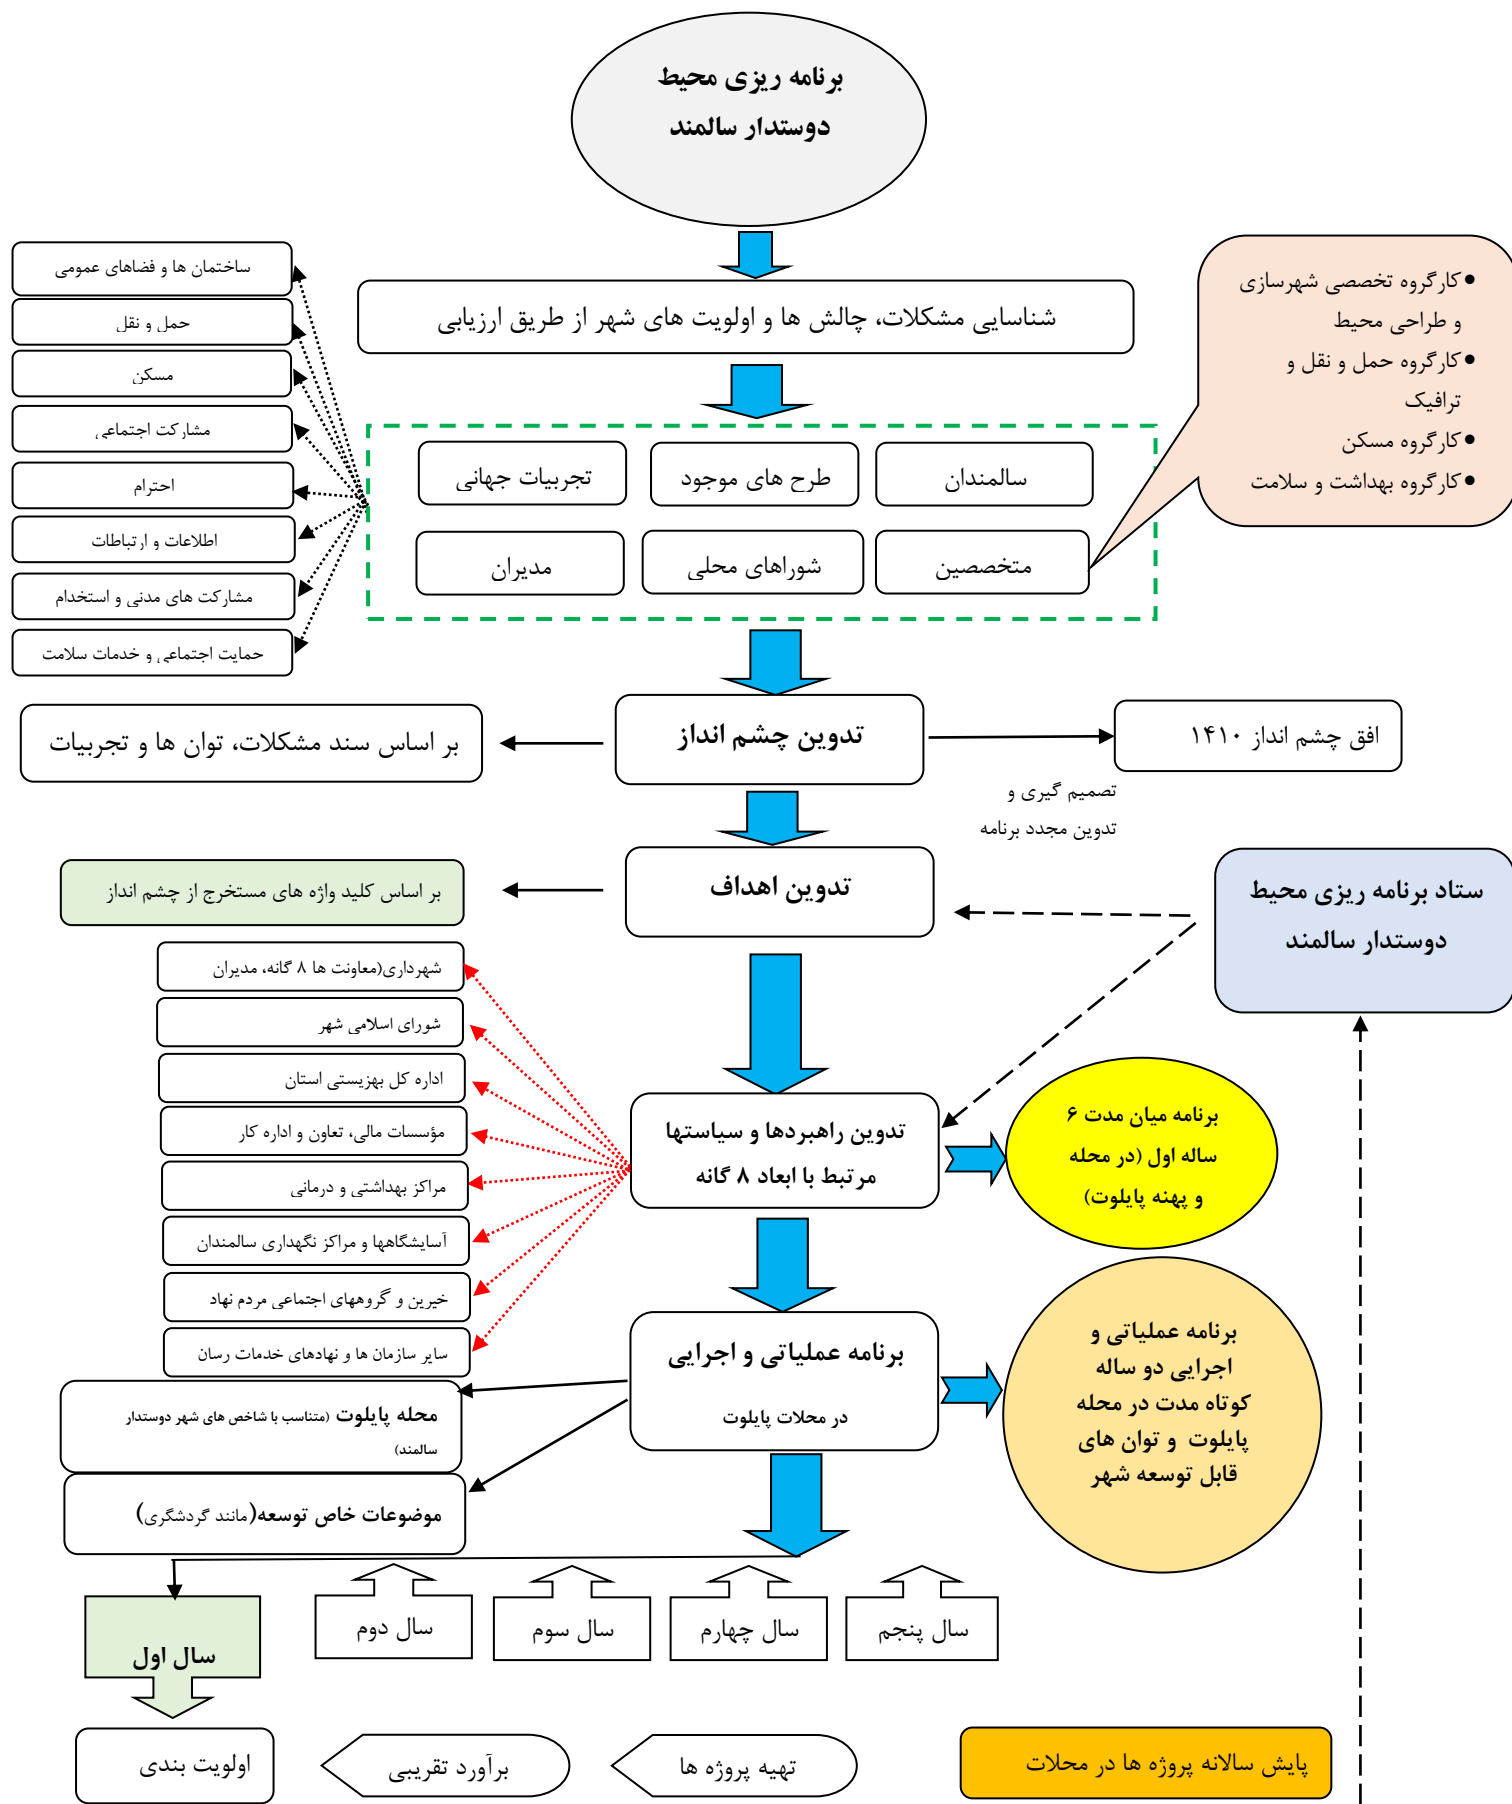 برنامه ریزی محیط
دوستدار سالمند
شناسایی مشکلات، چالش ها و اولویت های شهر از طریق ارزیابی
•کارگروه تخصصی شهرسازی
و طراحی محیط
•کارگروه حمل و نقل و
ترافیک
•کارگروه مسکن
•کارگروه بهداشت و سلامت
ساختمان ها و فضاهای عمومی
حمل و نقل
مسکن
مشارکت اجتماعی
احترام
اطلاعات و ارتباطات
مشارکت های مدنی و استخدام
حمایت اجتماعی و خدمات سلامت
سالمندان
طرح های موجود
تجربیات جهانی
متخصصین
شوراهای محلی
مدیران
افق چشم انداز ۱۴۱۰
تدوین چشم انداز
بر اساس سند مشکلات، توان ها و تجربیات
تصمیم گیری و
تدوین مجدد برنامه
ستاد برنامه ریزی محیط
دوستدار سالمند
تدوین اهداف
بر اساس کلید واژه های مستخرج از چشم انداز
شهرداری(معاونت ها ۸ گانه، مدیران
شورای اسلامی شهر
اداره کل بهزیستی استان
مؤسسات مالی، تعاون و اداره کار
مراکز بهداشتی و درمانی
آسایشگاهها و مراکز نگهداری سالمندان
خیرین و گروههای اجتماعی مردم نهاد
سایر سازمان ها و نهادهای خدمات رسان
تدوین راهبردها و سیاستها
مرتبط با ابعاد ۸ گانه
برنامه میان مدت ۶
ساله اول (در محله
و پهنه پایلوت)
برنامه عملیاتی و اجرایی
در محلات پایلوت
برنامه عملیاتی و
اجرایی دو ساله
کوتاه مدت در محله
پایلوت و توان های
قابل توسعه شهر
محله پایلوت (متناسب با شاخص های شهر دوستدار
سالمند)
موضوعات خاص توسعه(مانند گردشگری)
سال اول
سال دوم
سال سوم
سال چهارم
سال پنجم
اولویت بندی
برآورد تقریبی
تهیه پروژه ها
پایش سالانه پروژه ها در محلات